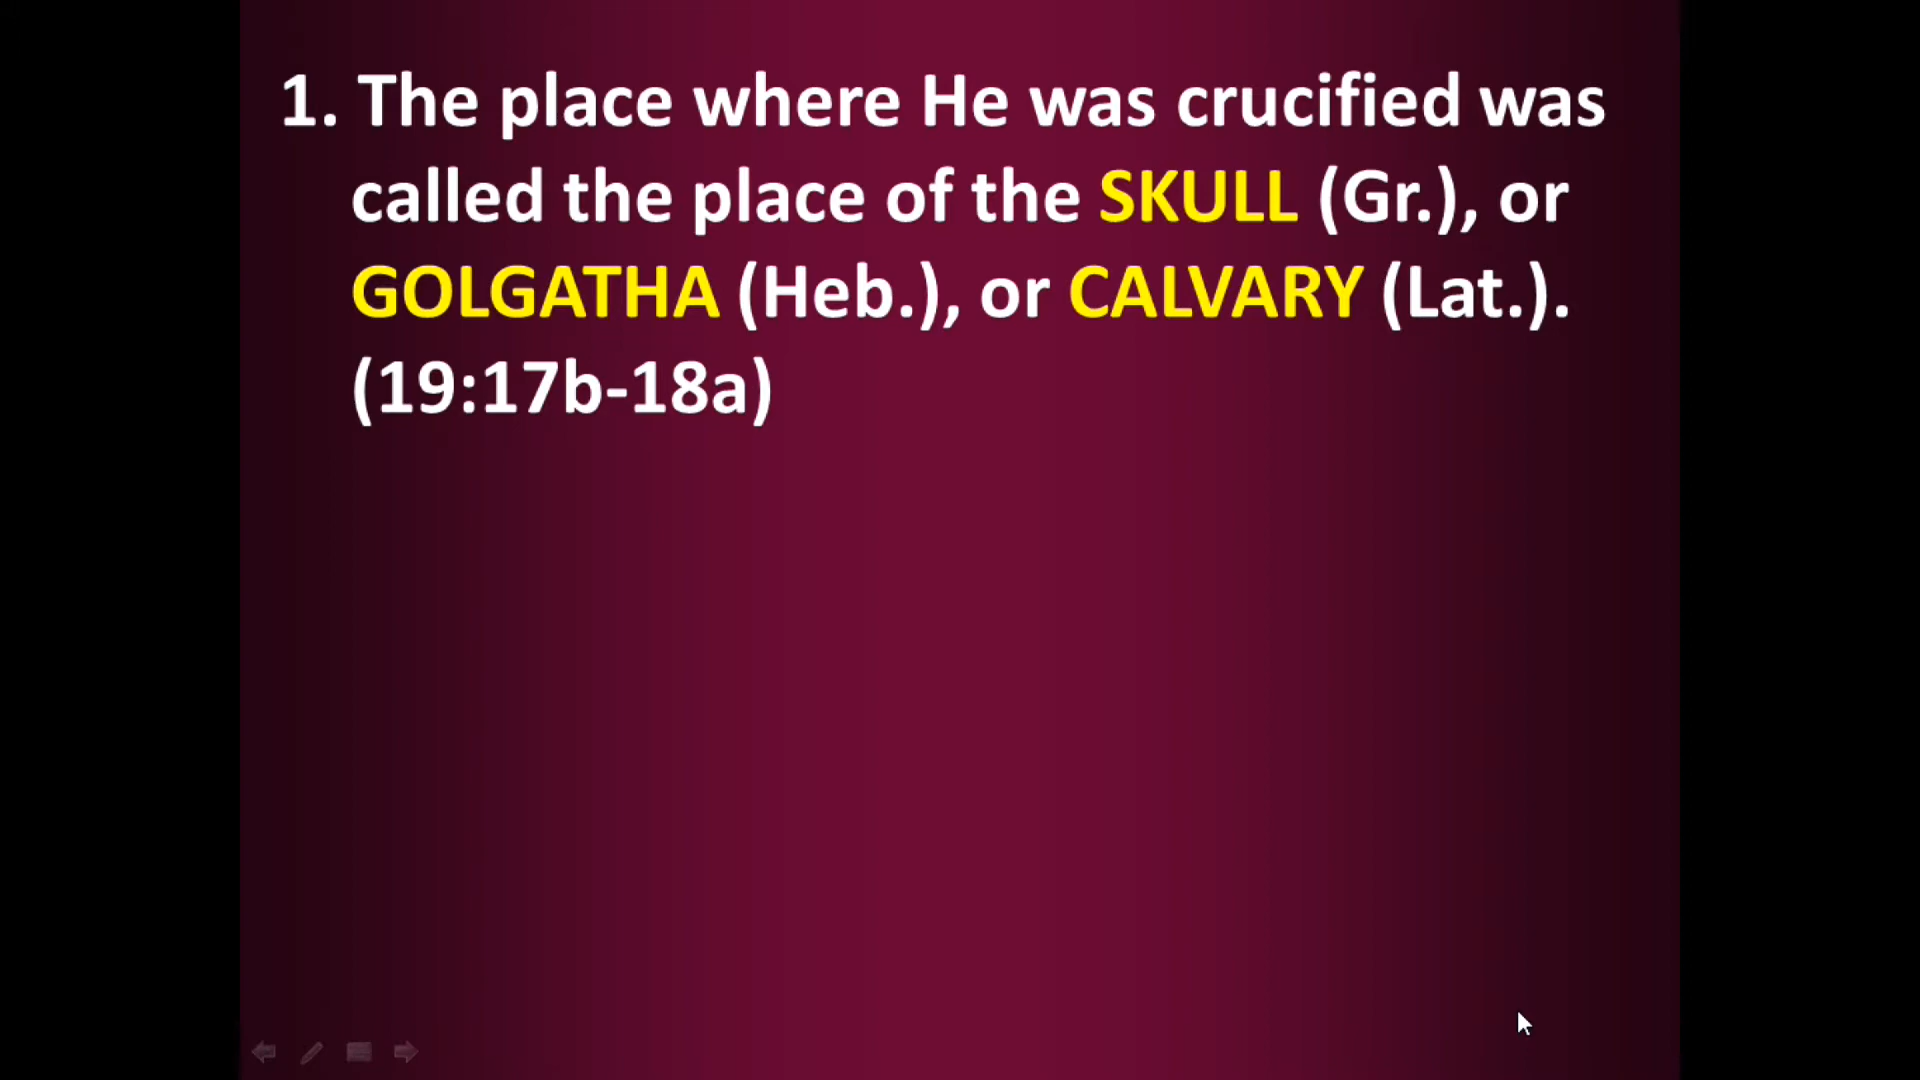 1. The place where He was crucified was
called the place of the SKULL (Gr.), or
GOLGATHA (Heb.), or CALVARY (Lat.).
(19:17b-18a)